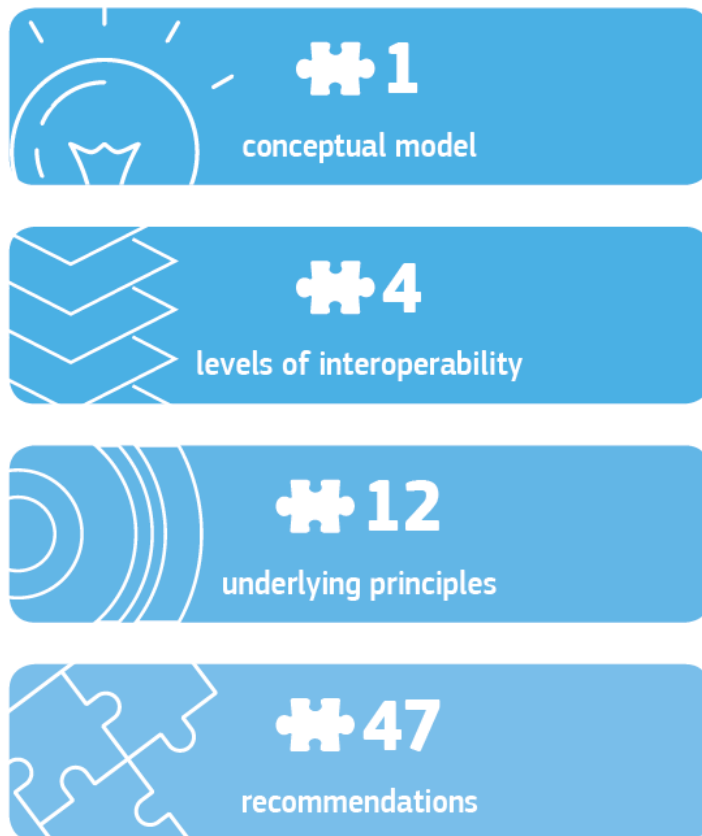 1
conceptual model
4
levels of interoperability
12
underlying principles
47
recommendations